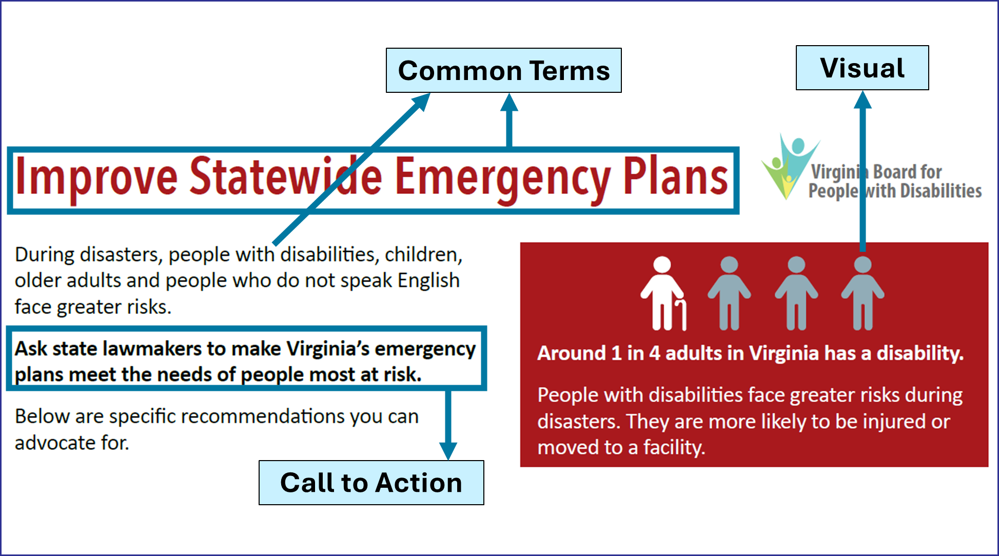 Common Terms
Visual
Improve Statewide Emergency Plans
Virginia Board for
People with Disabilities
During disasters, people with disabilities, children,
older adults and people who do not speak English
face greater risks.
Ask state lawmakers to make Virginia’s emergency
plans meet the needs of people most at risk.
Below are specific recommendations you can
advocate for.
Call to Action
Around 1 in 4 adults in Virginia has a disability.
People with disabilities face greater risks during
disasters. They are more likely to be injured or
moved to a facility.